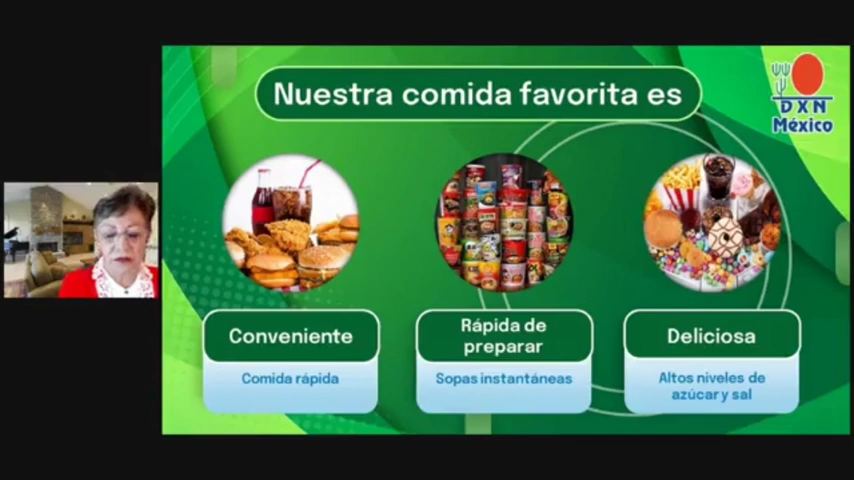 Nuestra comida favorita es
DXN
México
Conveniente
Comida rápida
Rápida de
preparar
Sopas instantáneas
Deliciosa
Altos niveles de
azúcar y sal